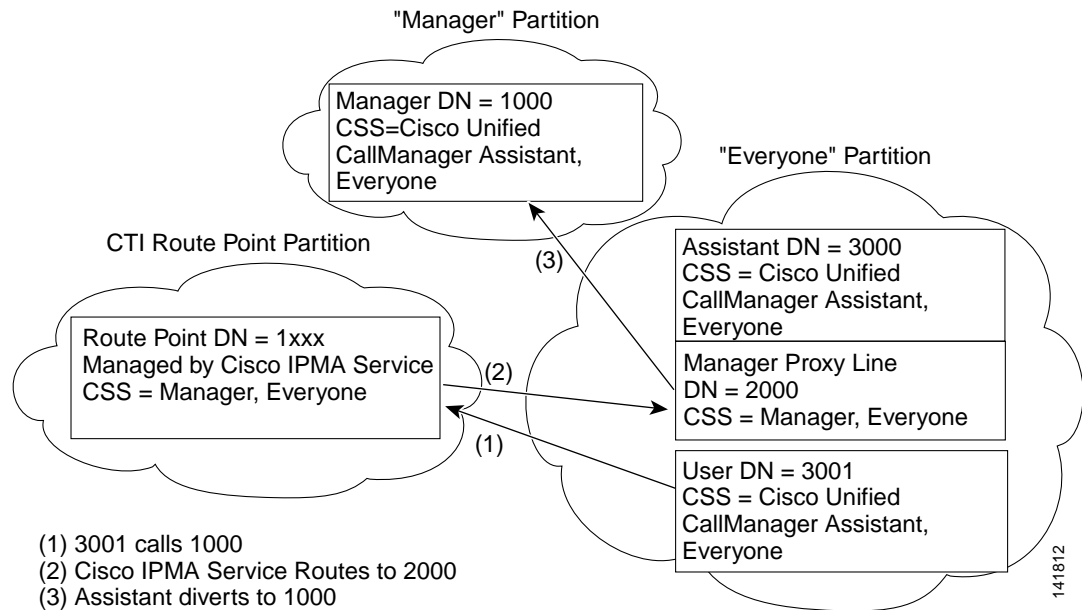 "Manager" Partition
Manager DN = 1000
CSS=Cisco Unified
CallManager Assistant,
Everyone
"Everyone" Partition
CTI Route Point Partition
Assistant DN = 3000
CSS = Cisco Unified
CallManager Assistant,
Everyone
(3)
Route Point DN = 1xxx
Managed by Cisco IPMA Service
CSS = Manager, Everyone
(2)
Manager Proxy Line
DN = 2000
CSS = Manager, Everyone
(1)
User DN = 3001
CSS = Cisco Unified
CallManager Assistant,
Everyone
(1) 3001 calls 1000
(2) Cisco IPMA Service Routes to 2000
(3) Assistant diverts to 1000
141812